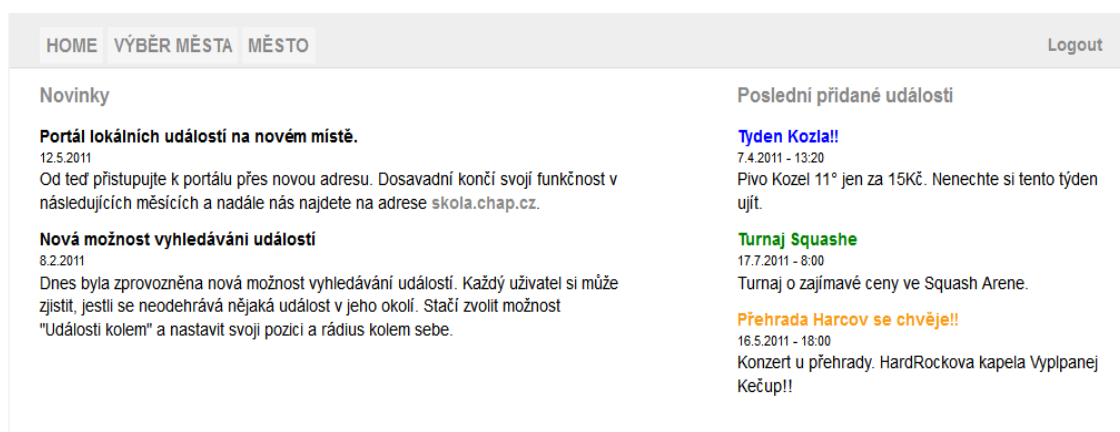 HOME VÝBĚR MĚSTA MĚSTO Logout
Novinky
Portál lokálních událostí na novém místě.
12.5.2011
Od teď přistupujte k portálu přes novou adresu. Dosavadní končí svojí funkčnost v
následujících měsících a nadále nás najdete na adrese skola.chap.cz.
Nová možnost vyhledáváni událostí
8.2.2011
Dnes byla zprovozněna nová možnost vyhledávání událostí. Každý uživatel si může
zjistit, jestli se neodehrává nějaká událost v jeho okolí. Stačí zvolit možnost
"Události kolem" a nastavit svoji pozici a rádius kolem sebe.
Poslední přidané události
Tyden Kozla!!
7.4.2011 - 13:20
Pivo Kozel 11° jen za 15Kč. Nenechte si tento týden
ujít.
Turnaj Squashe
17.7.2011 - 8:00
Turnaj o zajímavé ceny ve Squash Arene.
Přehrada Harcov se chvěje!!
16.5.2011 - 18:00
Konzert u přehrady. HardRockova kapela Vyplpanej
Kečup!!